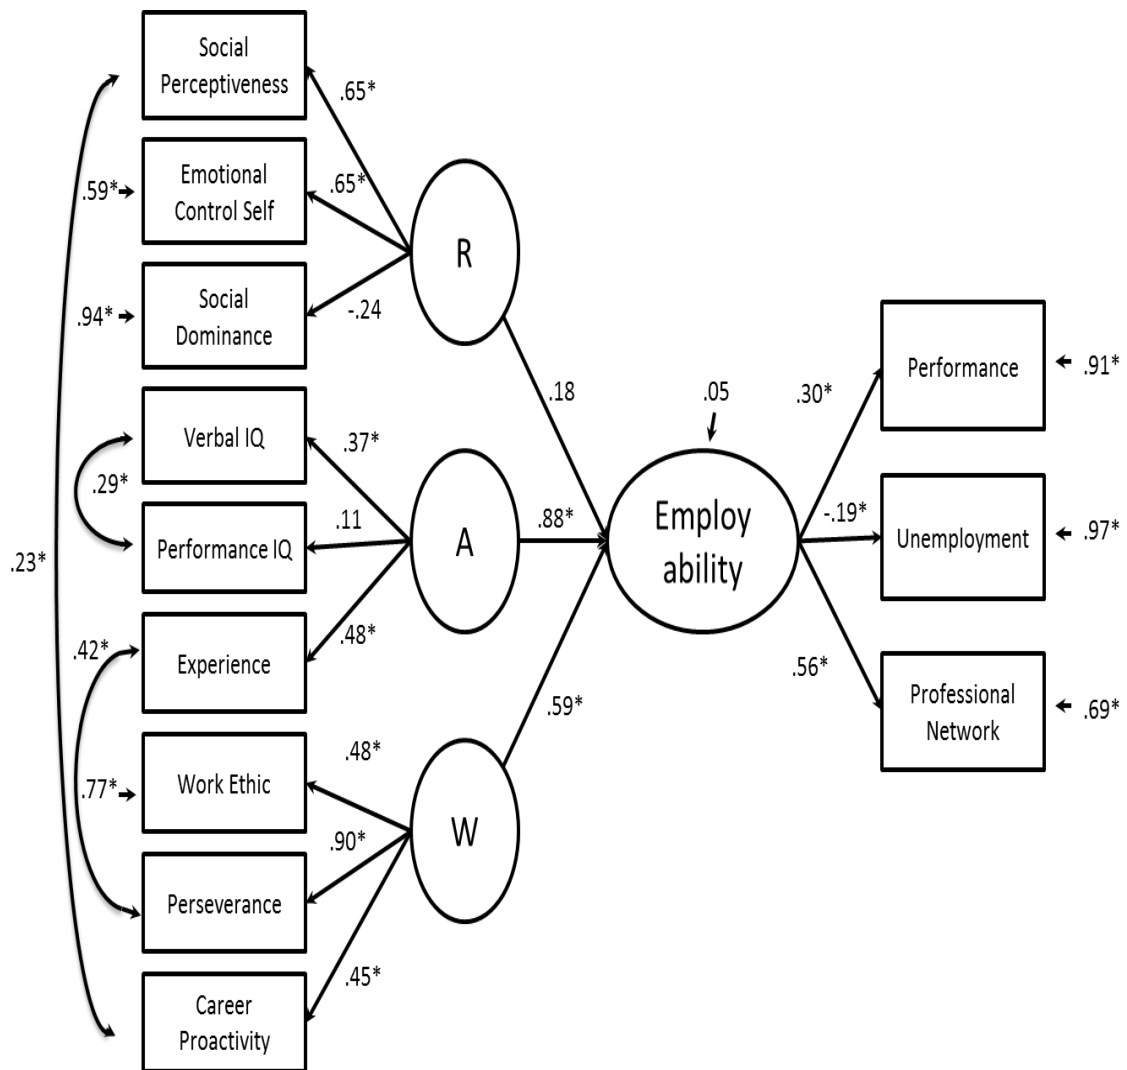 Social
Perceptiveness
.65*
Emotional
Control Self
.59*
.65*
R
Social
Dominance
.94*
-.24
Performance
.91*
.18
.05
.30*
Verbal IQ
.37*
.29*
A
.88*
Employ
ability
-.19*
Unemployment
.97*
Performance IQ
.11
.23*
Experience
.42*
.48*
.59*
.56*
Professional
Network
.69*
Work Ethic
.77*
.48*
W
Perseverance
.90*
Career
Proactivity
.45*